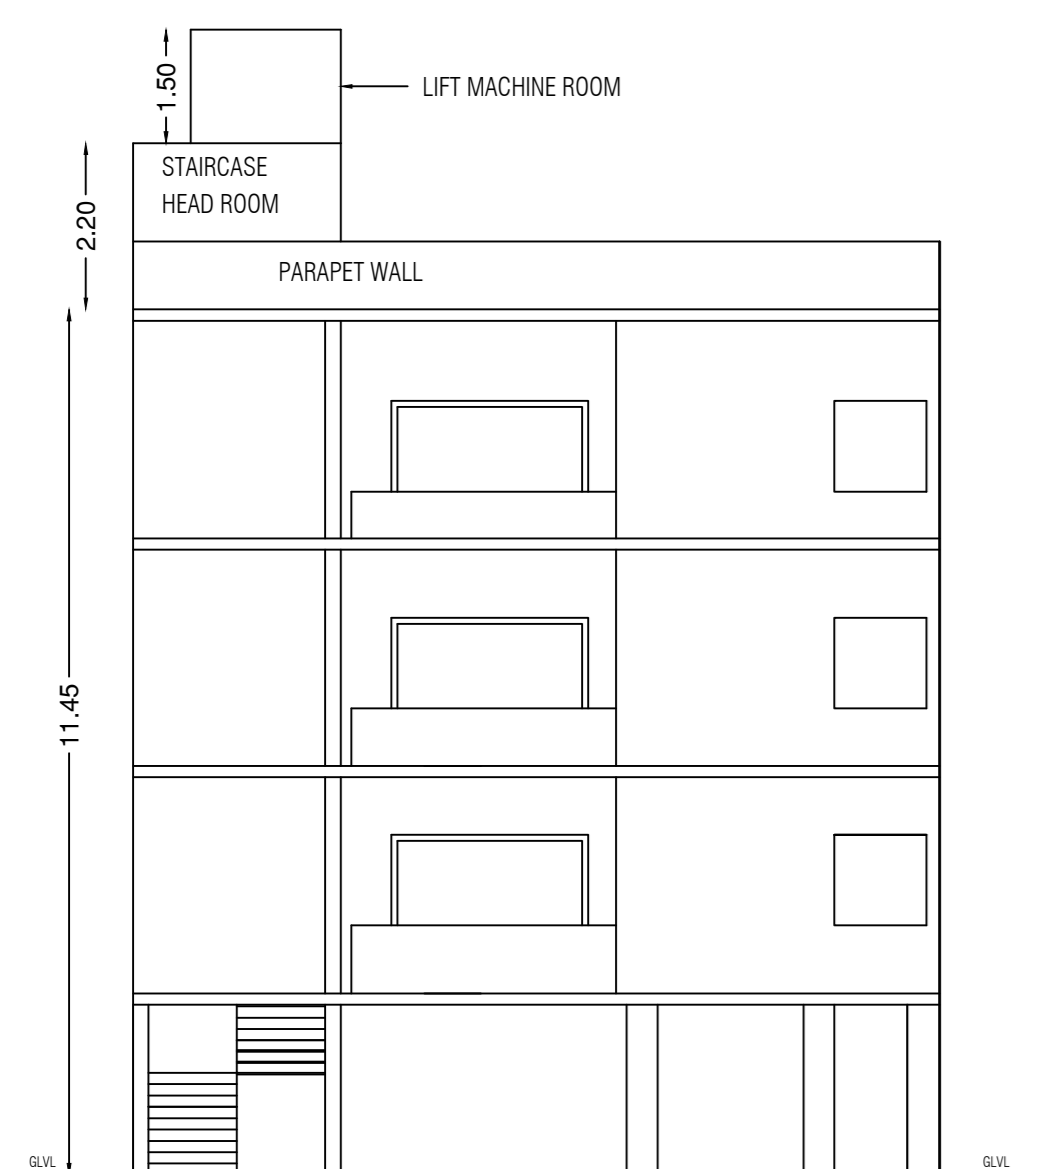 1.50
LIFT MACHINE ROOM
STAIRCASE
HEAD ROOM
2.20
PARAPET WALL
11.45
GLVL
GLVL